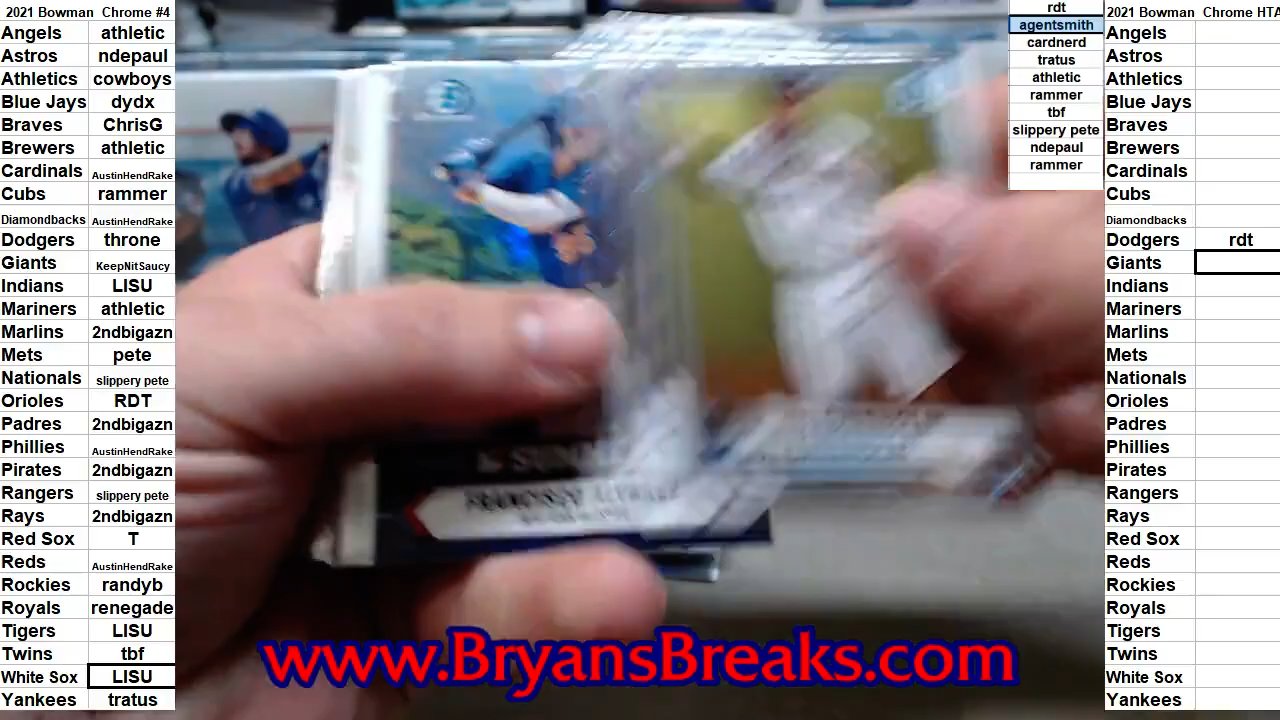 2021 Bowman Chrome #4
Angels athletic
Astros ndepaul
Athletics cowboys
Blue Jays dydx
Braves ChrisG
Brewers athletic
Cardinals AustinHendRake
Cubs rammer
Diamondbacks AustinHendRake
Dodgers throne
Giants KeepNitSaucy
Indians LISU
Mariners athletic
Marlins 2ndbigazn
Mets pete
Nationals slippery pete
Orioles RDT
Padres 2ndbigazn
Phillies AustinHendRake
Pirates 2ndbigazn
Rangers slippery pete
Rays 2ndbigazn
Red Sox T
Reds AustinHendRake
Rockies randyb
Royals renegade
Tigers LISU
Twins tbf
White Sox LISU
Yankees tratus
www.BryansBreaks.com
rdt
agentsmith
cardnerd
tratus
athletic
rammer
tbf
slippery pete
ndepaul
rammer
2021 Bowman Chrome HTA
Angels
Astros
Athletics
Blue Jays
Braves
Brewers
Cardinals
Cubs
Diamondbacks
Dodgers rdt
Giants
Indians
Mariners
Marlins
Mets
Nationals
Orioles
Padres
Phillies
Pirates
Rangers
Rays
Red Sox
Reds
Rockies
Royals
Tigers
Twins
White Sox
Yankees